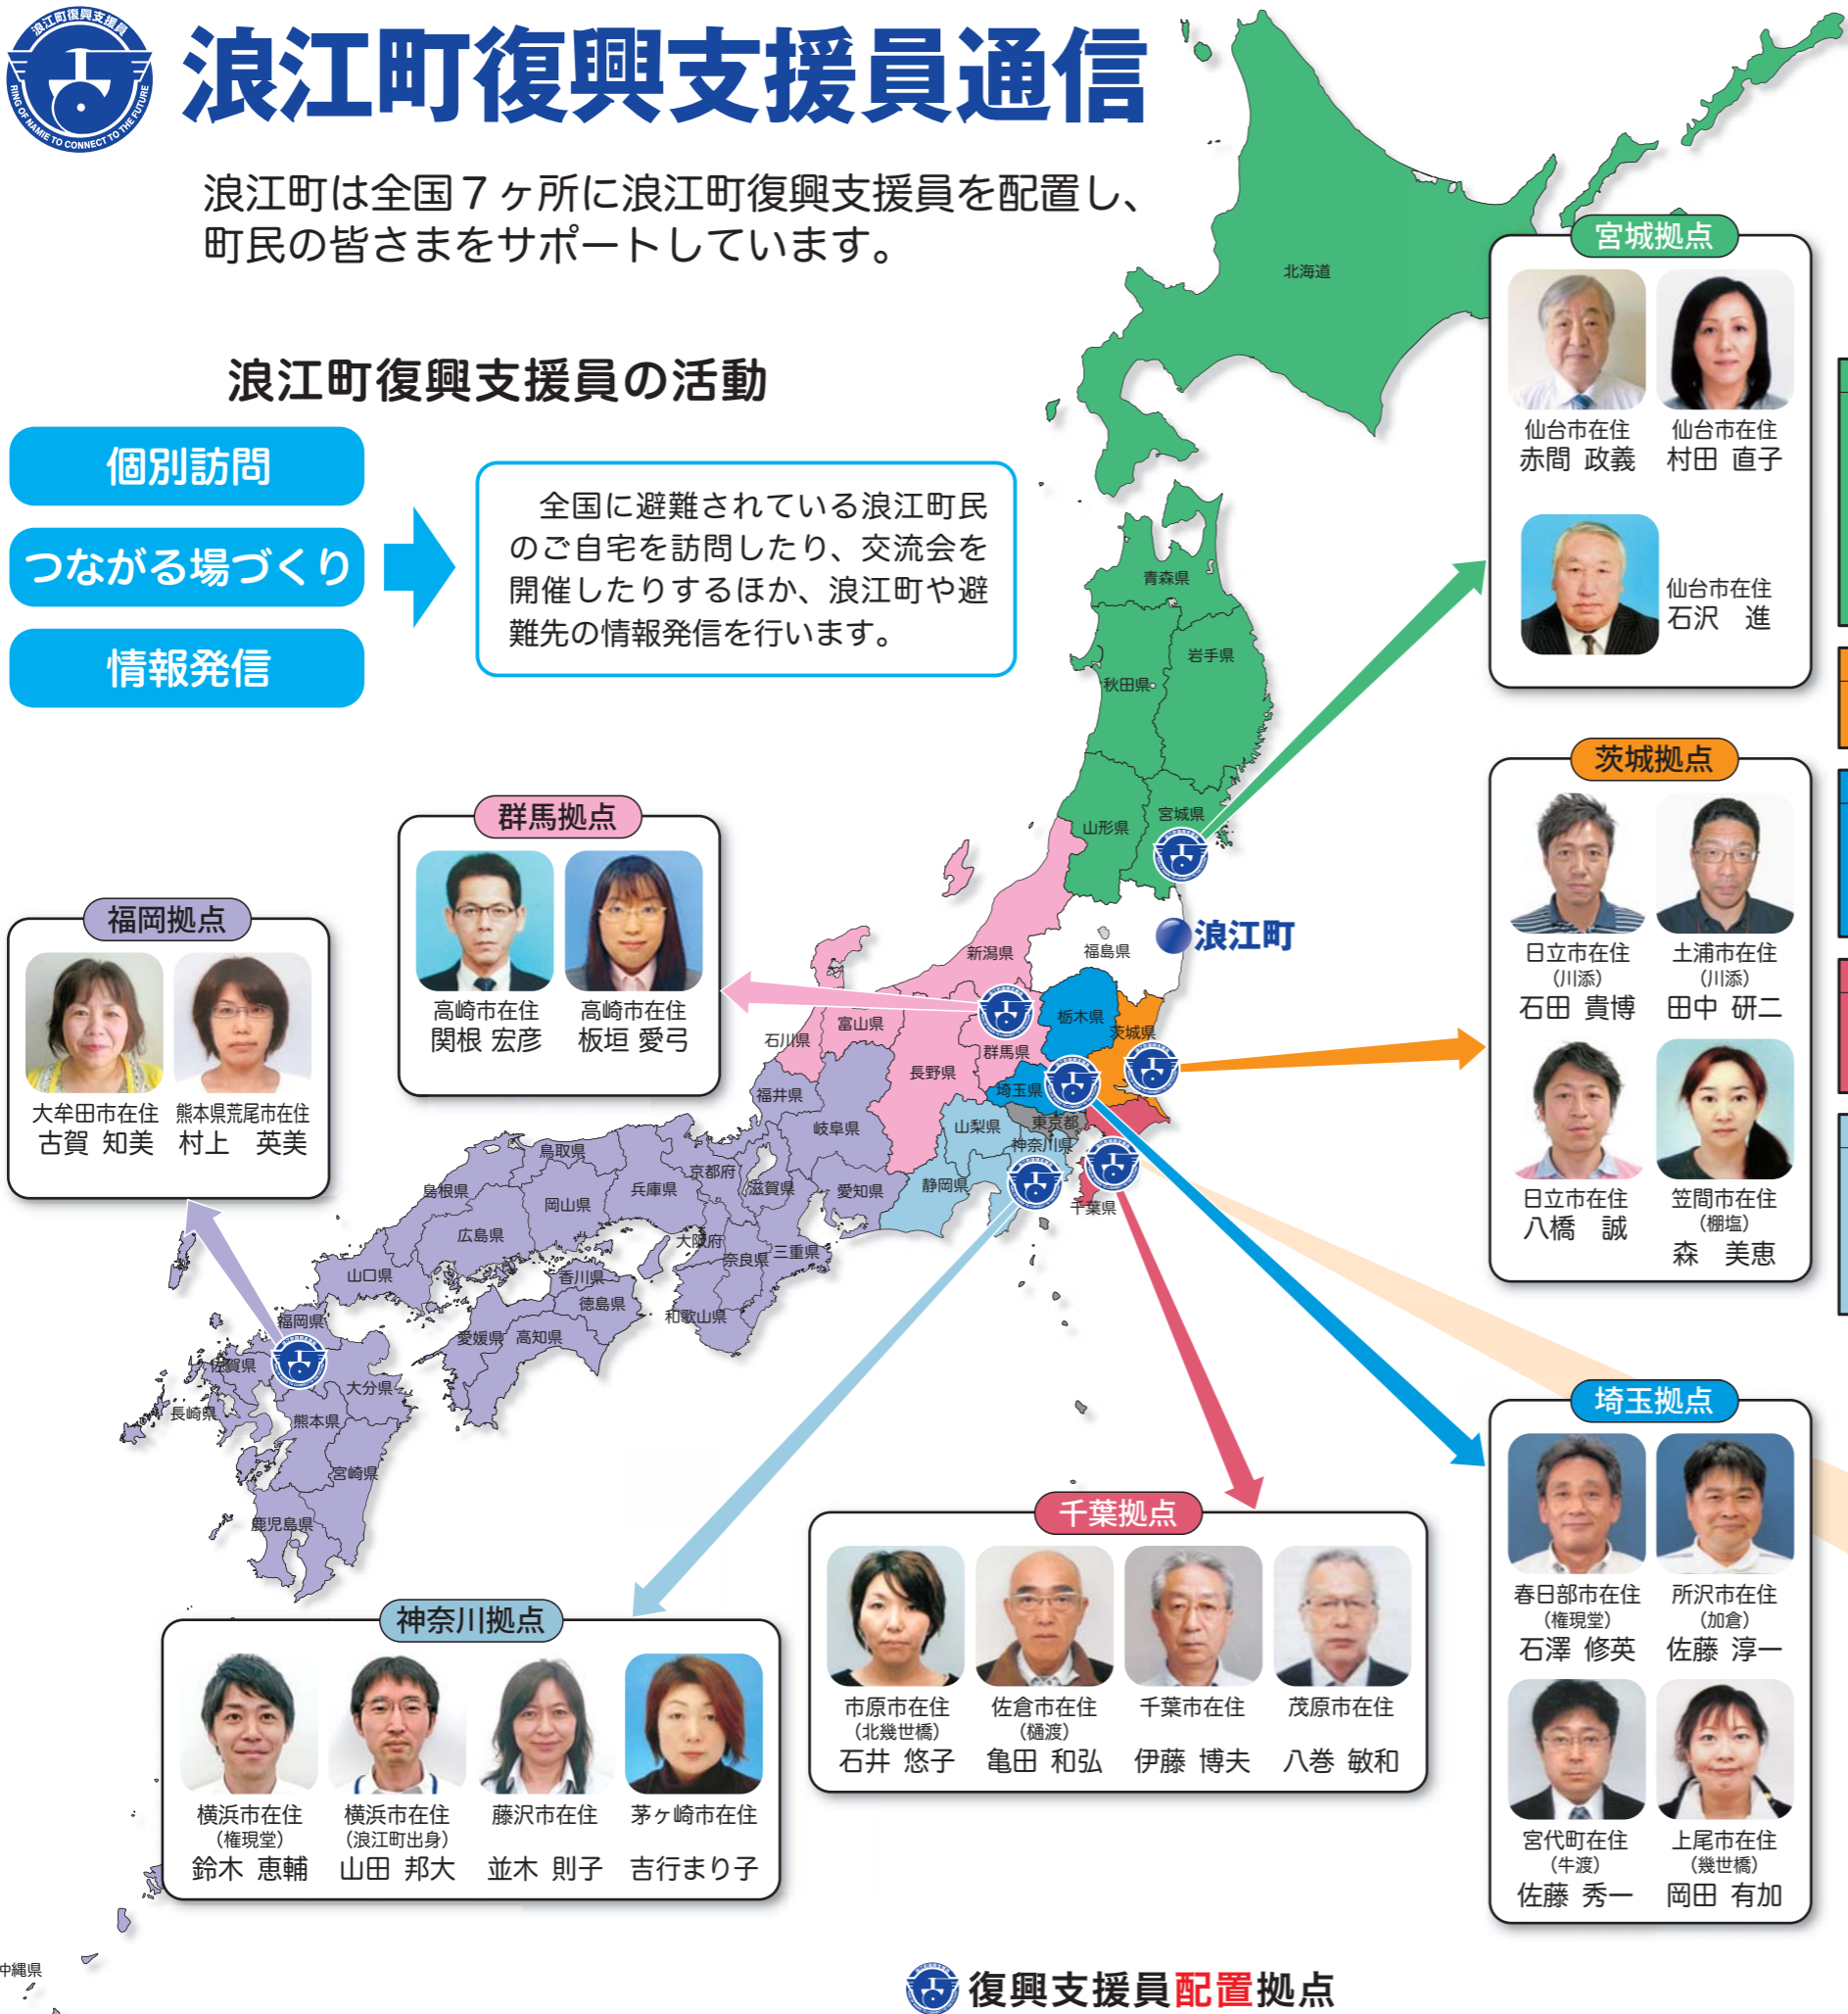 浪江町復興支援員
RING OF NAMIE TO CONNECT TO THE FUTURE
浪江町復興支援員通信
浪江町は全国7ヶ所に浪江町復興支援員を配置し、
町民の皆さまをサポートしています。
浪江町復興支援員の活動
個別訪問
つながる場づくり
情報発信
全国に避難されている浪江町民
のご自宅を訪問したり、交流会を
開催したりするほか、浪江町や避
難先の情報発信を行います。
北海道
青森県
岩手県
秋田県
宮城県
山形県
福島県
浪江町
新潟県
栃木県
茨城県
群馬県
富山県
石川県
長野県
埼玉県
福井県
岐阜県
山梨県
東京都
神奈川県
千葉県
静岡県
愛知県
滋賀県
京都府
兵庫県
鳥取県
岡山県
島根県
広島県
山口県
大阪府
奈良県
三重県
和歌山県
香川県
徳島県
愛媛県
高知県
福岡県
佐賀県
大分県
長崎県
熊本県
宮崎県
鹿児島県
沖縄県
宮城拠点
仙台市在住
赤間 政義
仙台市在住
村田 直子
仙台市在住
石沢 進
茨城拠点
日立市在住
(川添)
石田 貴博
土浦市在住
(川添)
田中 研二
日立市在住
八橋 誠
笠間市在住
(棚塩)
森 美恵
群馬拠点
高崎市在住
関根 宏彦
高崎市在住
板垣 愛弓
福岡拠点
大牟田市在住
古賀 知美
熊本県荒尾市在住
村上 英美
埼玉拠点
春日部市在住
(権現堂)
石澤 修英
所沢市在住
(加倉)
佐藤 淳一
宮代町在住
(牛渡)
佐藤 秀一
上尾市在住
(幾世橋)
岡田 有加
千葉拠点
市原市在住
(北幾世橋)
石井 悠子
佐倉市在住
(樋渡)
亀田 和弘
千葉市在住
伊藤 博夫
茂原市在住
八巻 敏和
神奈川拠点
横浜市在住
(権現堂)
鈴木 恵輔
横浜市在住
(浪江町出身)
山田 邦大
藤沢市在住
並木 則子
茅ヶ崎市在住
吉行まり子
復興支援員配置拠点